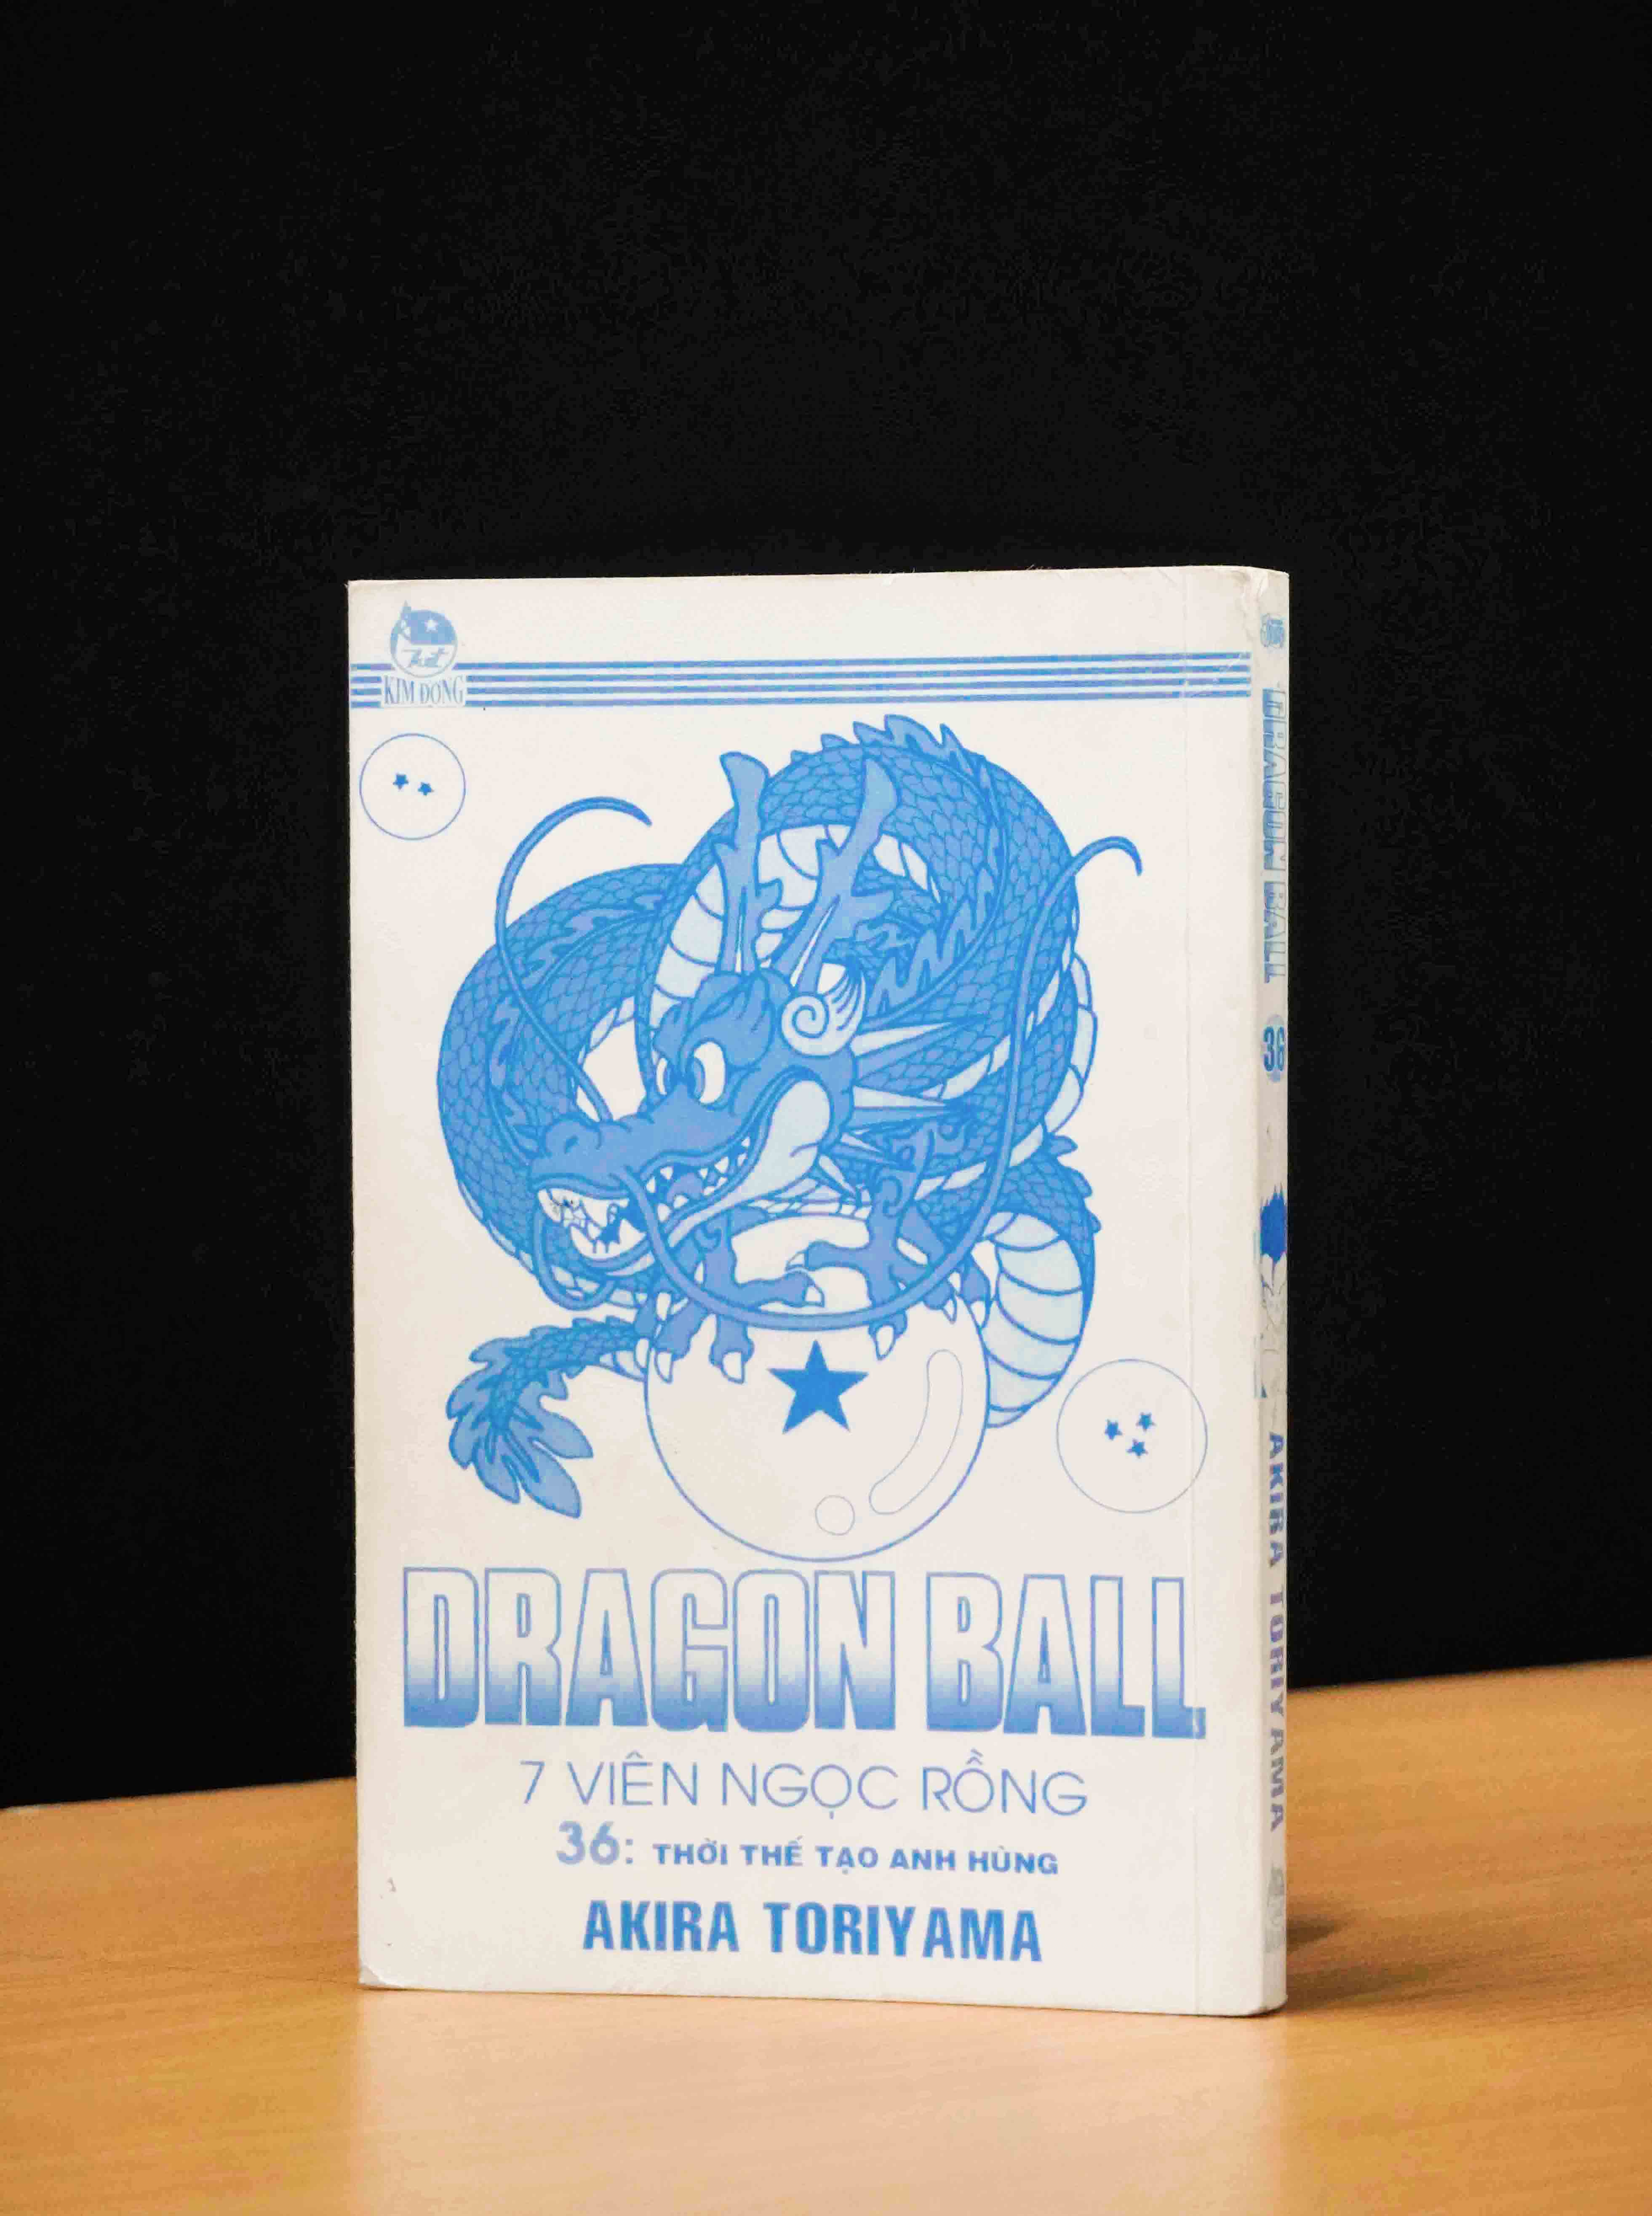 KIM ĐỒNG
DRAGON BALL
7 VIÊN NGỌC RỒNG
36: THỜI THẾ TẠO ANH HÙNG
AKIRA TORIYAMA
DRAGON BALL
36
AKIRA TORIYAMA